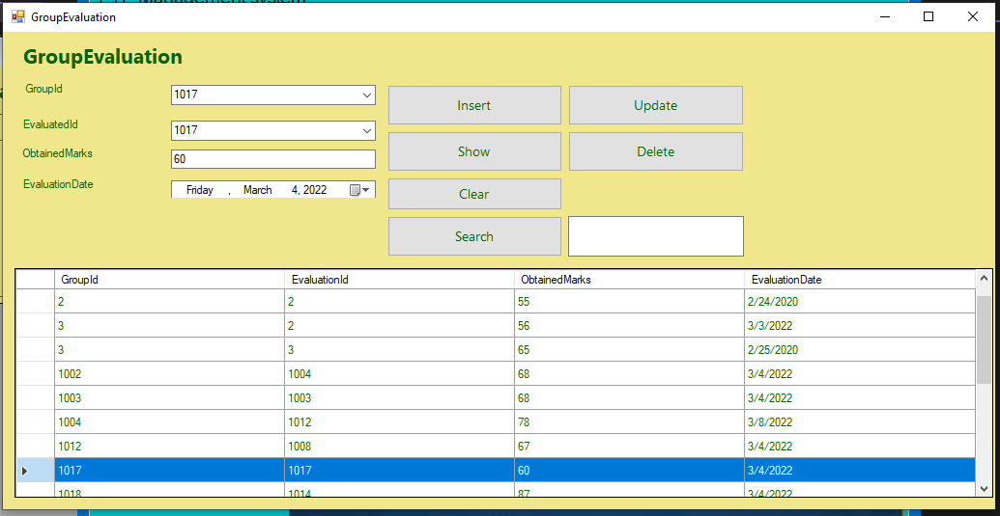 GroupEvaluation
GroupEvaluation
GroupId 1017 Insert Update
EvaluatedId 1017
ObtainedMarks 60 Show Delete
EvaluationDate Friday , March 4, 2022 Clear
Search
GroupId EvaluationId ObtainedMarks EvaluationDate
2 2 55 2/24/2020
3 2 56 3/3/2022
3 3 65 2/25/2020
1002 1004 68 3/4/2022
1003 1003 68 3/4/2022
1004 1012 78 3/8/2022
1012 1008 67 3/4/2022
1017 1017 60 3/4/2022
1018 1014 87 3/4/2022